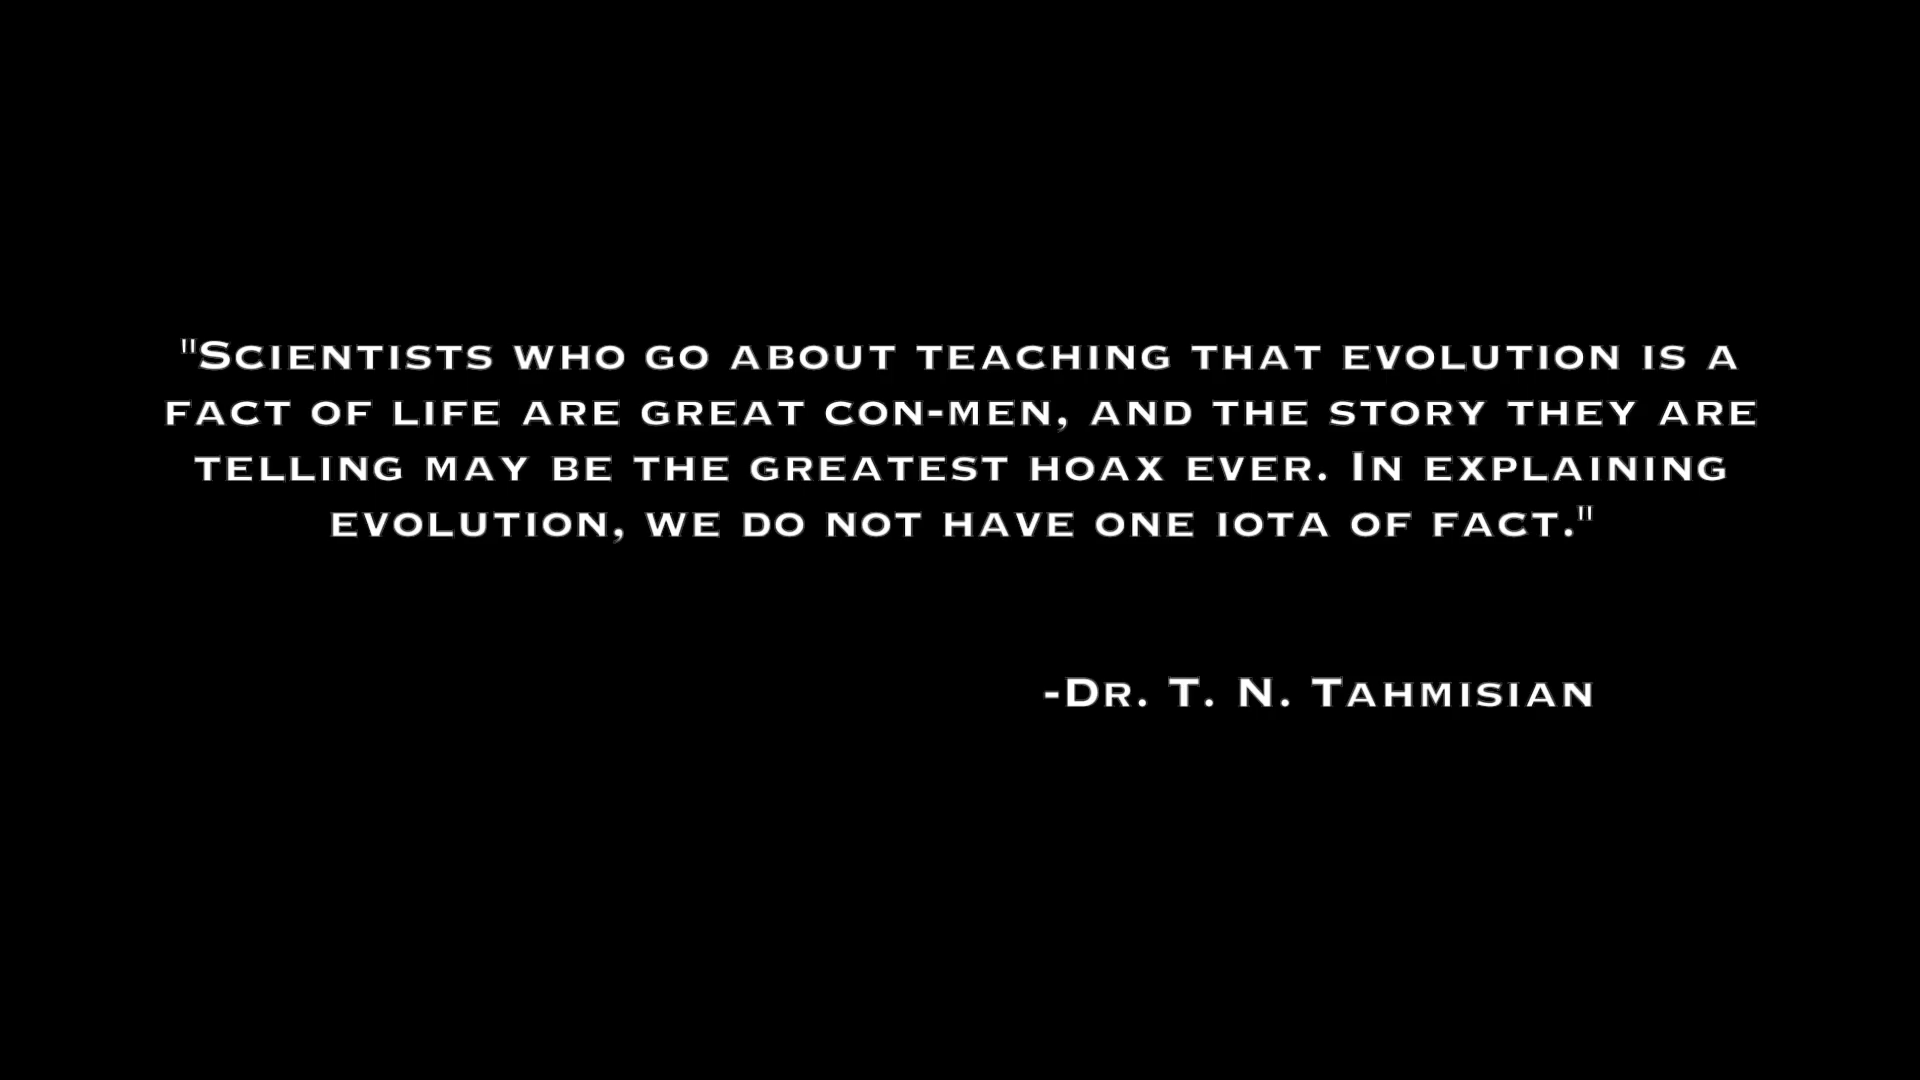 "Scientists who go about teaching that evolution is a
fact of life are great con-men, and the story they are
telling may be the greatest hoax ever. In explaining
evolution, we do not have one iota of fact."
-Dr. T. N. Tahmisian